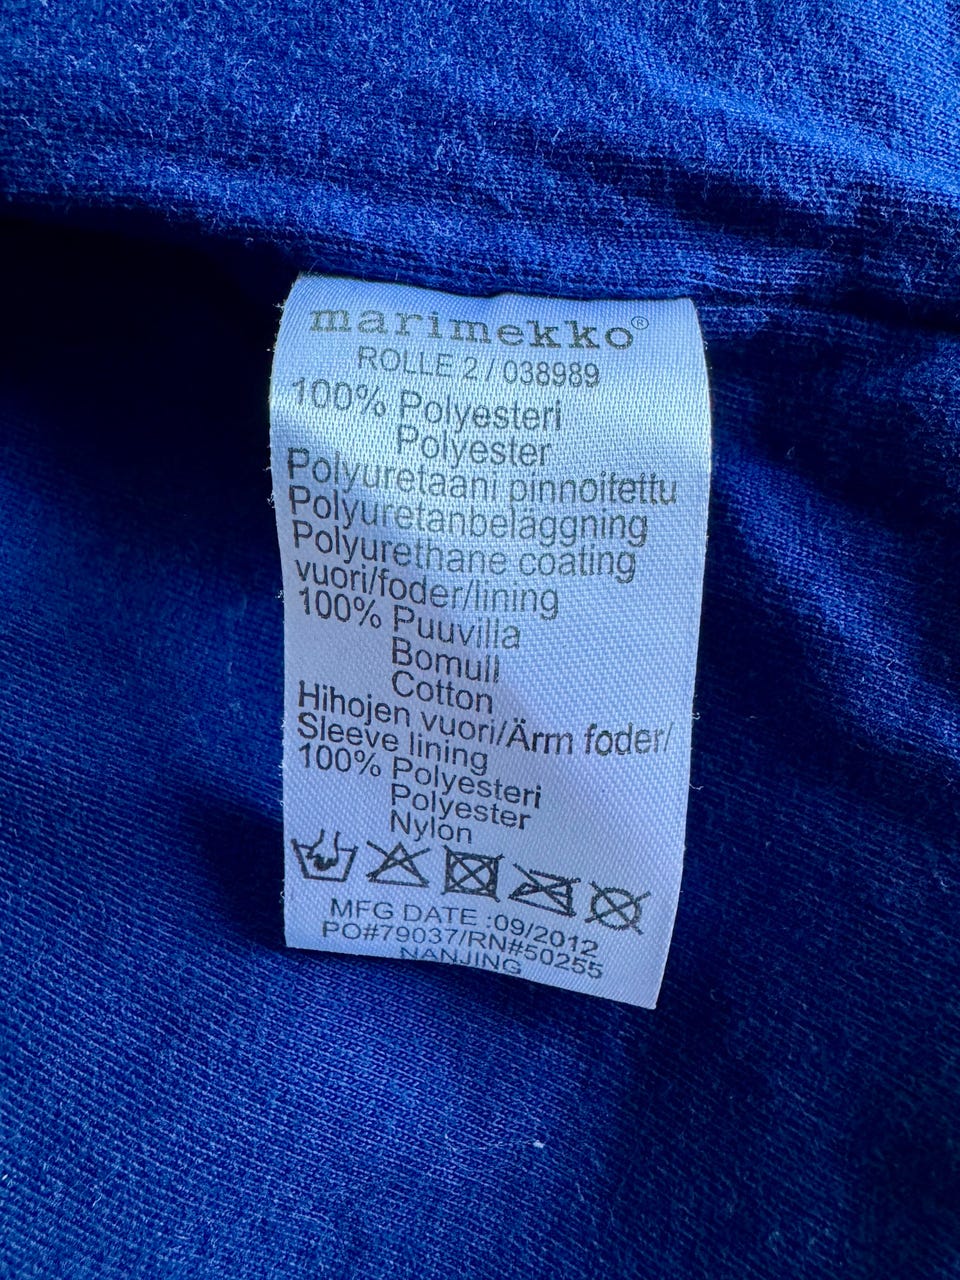 marimekko®
ROLLE 2 / 038989
100% Polyesteri
Polyester
Polyuretaani pinnoitettu
Polyuretanbeläggning
Polyurethane coating
vuori/foder/lining
100% Puuvilla
Bomull
Cotton
Hihojen vuori/Ärm foder/
Sleeve lining
100% Polyesteri
Polyester
Nylon
MFG DATE :09/2012
PO#79037/RN#50255
NANJING